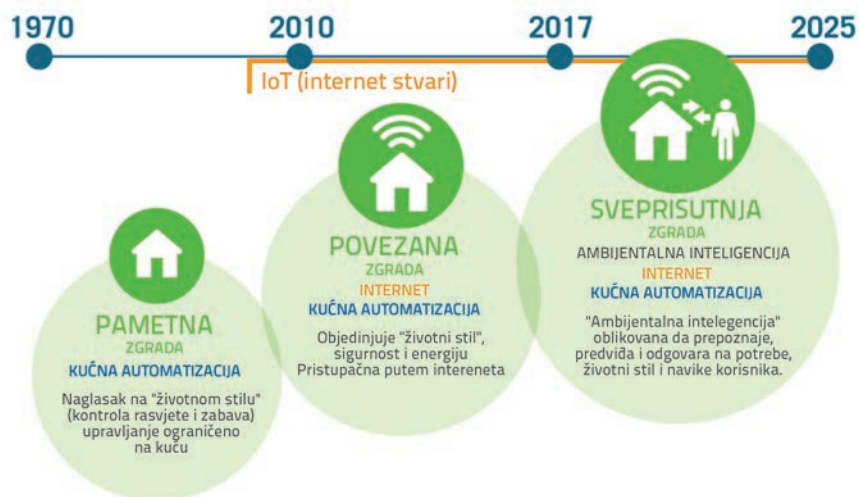 1970
2010
2017
2025
IoT (internet stvari)
PAMETNA
ZGRADA
KUĆNA AUTOMATIZACIJA
Naglasak na "životnom stilu"
(kontrola rasvjete i zabava)
upravljanje ograničeno
na kuću
POVEZANA
ZGRADA
INTERNET
KUĆNA AUTOMATIZACIJA
Objedinjuje "životni stil",
sigurnost i energiju
Pristupačna putem intereneta
SVEPRISUTNJA
ZGRADA
AMBIJENTALNA INTELIGENCIJA
INTERNET
KUĆNA AUTOMATIZACIJA
"Ambijentalna intelegencija"
oblikovana da prepoznaje,
predviđa i odgovara na potrebe,
životni stil i navike korisnika.